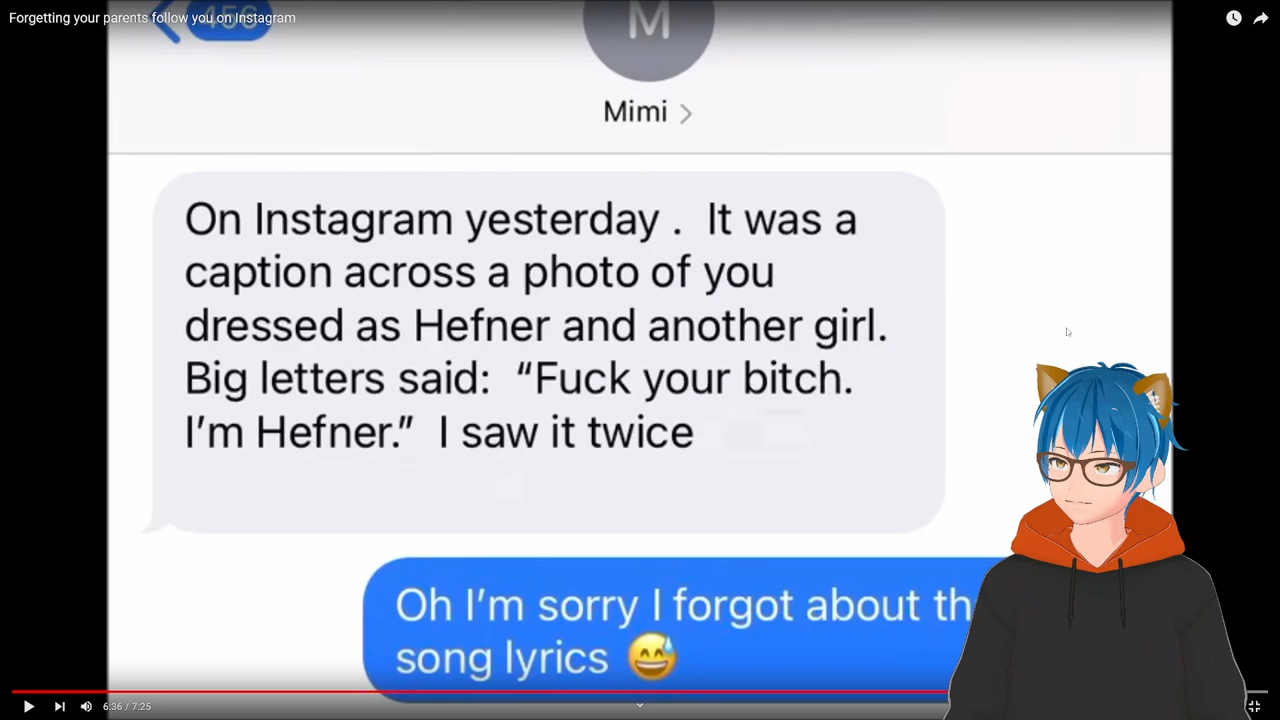 Forgetting your parents follow you on Instagram
456
M
Mimi
On Instagram yesterday .  It was a
caption across a photo of you
dressed as Hefner and another girl.
Big letters said:  “Fuck your bitch.
I’m Hefner.”  I saw it twice
Oh I’m sorry I forgot about
song lyrics 😅
6:36 / 7:25